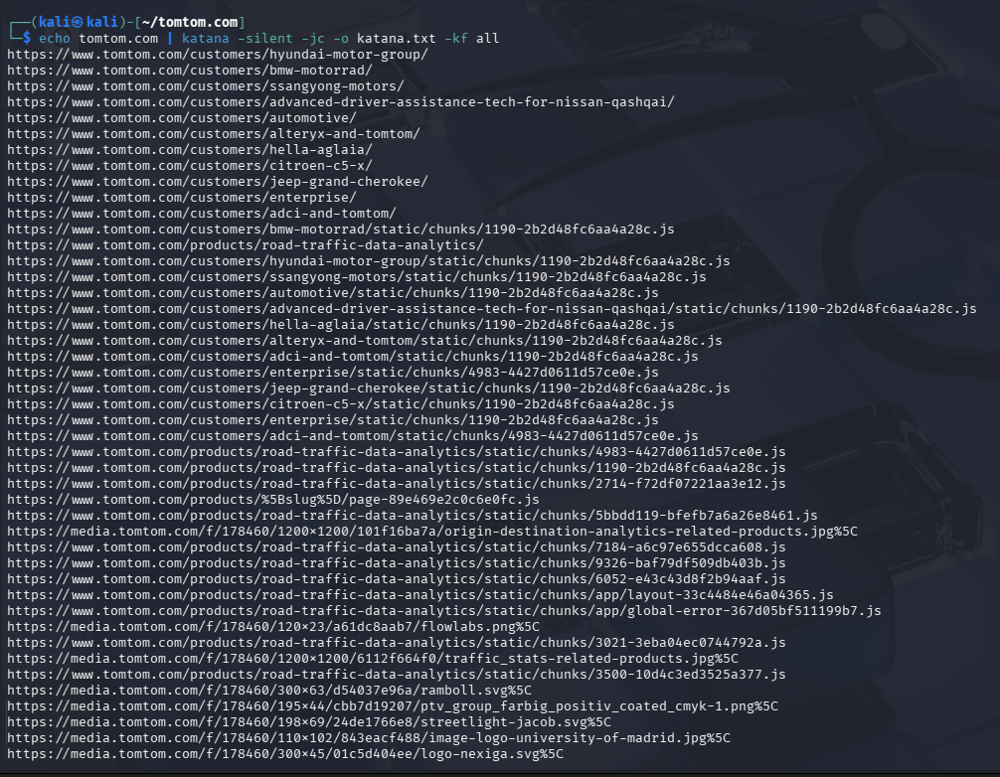 ┌──(kali㉿kali)-[~/tomtom.com]
└─$ echo tomtom.com | katana -silent -jc -o katana.txt -kf all
https://www.tomtom.com/customers/hyundai-motor-group/
https://www.tomtom.com/customers/bmw-motorrad/
https://www.tomtom.com/customers/ssangyong-motors/
https://www.tomtom.com/customers/advanced-driver-assistance-tech-for-nissan-qashqai/
https://www.tomtom.com/customers/automotive/
https://www.tomtom.com/customers/alteryx-and-tomtom/
https://www.tomtom.com/customers/hella-aglaia/
https://www.tomtom.com/customers/citroen-c5-x/
https://www.tomtom.com/customers/jeep-grand-cherokee/
https://www.tomtom.com/customers/enterprise/
https://www.tomtom.com/customers/adci-and-tomtom/
https://www.tomtom.com/customers/bmw-motorrad/static/chunks/1190-2b2d48fc6aa4a28c.js
https://www.tomtom.com/products/road-traffic-data-analytics/
https://www.tomtom.com/customers/hyundai-motor-group/static/chunks/1190-2b2d48fc6aa4a28c.js
https://www.tomtom.com/customers/ssangyong-motors/static/chunks/1190-2b2d48fc6aa4a28c.js
https://www.tomtom.com/customers/automotive/static/chunks/1190-2b2d48fc6aa4a28c.js
https://www.tomtom.com/customers/advanced-driver-assistance-tech-for-nissan-qashqai/static/chunks/1190-2b2d48fc6aa4a28c.js
https://www.tomtom.com/customers/hella-aglaia/static/chunks/1190-2b2d48fc6aa4a28c.js
https://www.tomtom.com/customers/alteryx-and-tomtom/static/chunks/1190-2b2d48fc6aa4a28c.js
https://www.tomtom.com/customers/adci-and-tomtom/static/chunks/1190-2b2d48fc6aa4a28c.js
https://www.tomtom.com/customers/enterprise/static/chunks/4983-4427d0611d57ce0e.js
https://www.tomtom.com/customers/jeep-grand-cherokee/static/chunks/1190-2b2d48fc6aa4a28c.js
https://www.tomtom.com/customers/citroen-c5-x/static/chunks/1190-2b2d48fc6aa4a28c.js
https://www.tomtom.com/customers/enterprise/static/chunks/1190-2b2d48fc6aa4a28c.js
https://www.tomtom.com/customers/adci-and-tomtom/static/chunks/4983-4427d0611d57ce0e.js
https://www.tomtom.com/products/road-traffic-data-analytics/static/chunks/4983-4427d0611d57ce0e.js
https://www.tomtom.com/products/road-traffic-data-analytics/static/chunks/1190-2b2d48fc6aa4a28c.js
https://www.tomtom.com/products/road-traffic-data-analytics/static/chunks/2714-f72df07221aa3e12.js
https://www.tomtom.com/products/%5Bslug%5D/page-89e469e2c0c6e0fc.js
https://www.tomtom.com/products/road-traffic-data-analytics/static/chunks/5bbdd119-bfefb7a6a26e8461.js
https://media.tomtom.com/f/178460/1200×1200/101f16ba7a/origin-destination-analytics-related-products.jpg%5C
https://www.tomtom.com/products/road-traffic-data-analytics/static/chunks/7184-a6c97e655dcca608.js
https://www.tomtom.com/products/road-traffic-data-analytics/static/chunks/9326-baf79df509db403b.js
https://www.tomtom.com/products/road-traffic-data-analytics/static/chunks/6052-e43c43d8f2b94aaf.js
https://www.tomtom.com/products/road-traffic-data-analytics/static/chunks/app/layout-33c4484e46a04365.js
https://www.tomtom.com/products/road-traffic-data-analytics/static/chunks/app/global-error-367d05bf511199b7.js
https://media.tomtom.com/f/178460/120×23/a61dc8aab7/flowlabs.png%5C
https://www.tomtom.com/products/road-traffic-data-analytics/static/chunks/3021-3eba04ec0744792a.js
https://media.tomtom.com/f/178460/1200×1200/6112f664f0/traffic_stats-related-products.jpg%5C
https://www.tomtom.com/products/road-traffic-data-analytics/static/chunks/3500-10d4c3ed3525a377.js
https://media.tomtom.com/f/178460/300×63/d54037e96a/ramboll.svg%5C
https://media.tomtom.com/f/178460/195×44/cbb7d19207/ptv_group_farbig_positiv_coated_cmyk-1.png%5C
https://media.tomtom.com/f/178460/198×69/24de1766e8/streetlight-jacob.svg%5C
https://media.tomtom.com/f/178460/110×102/843eacf488/image-logo-university-of-madrid.jpg%5C
https://media.tomtom.com/f/178460/300×45/01c5d404ee/logo-nexiga.svg%5C